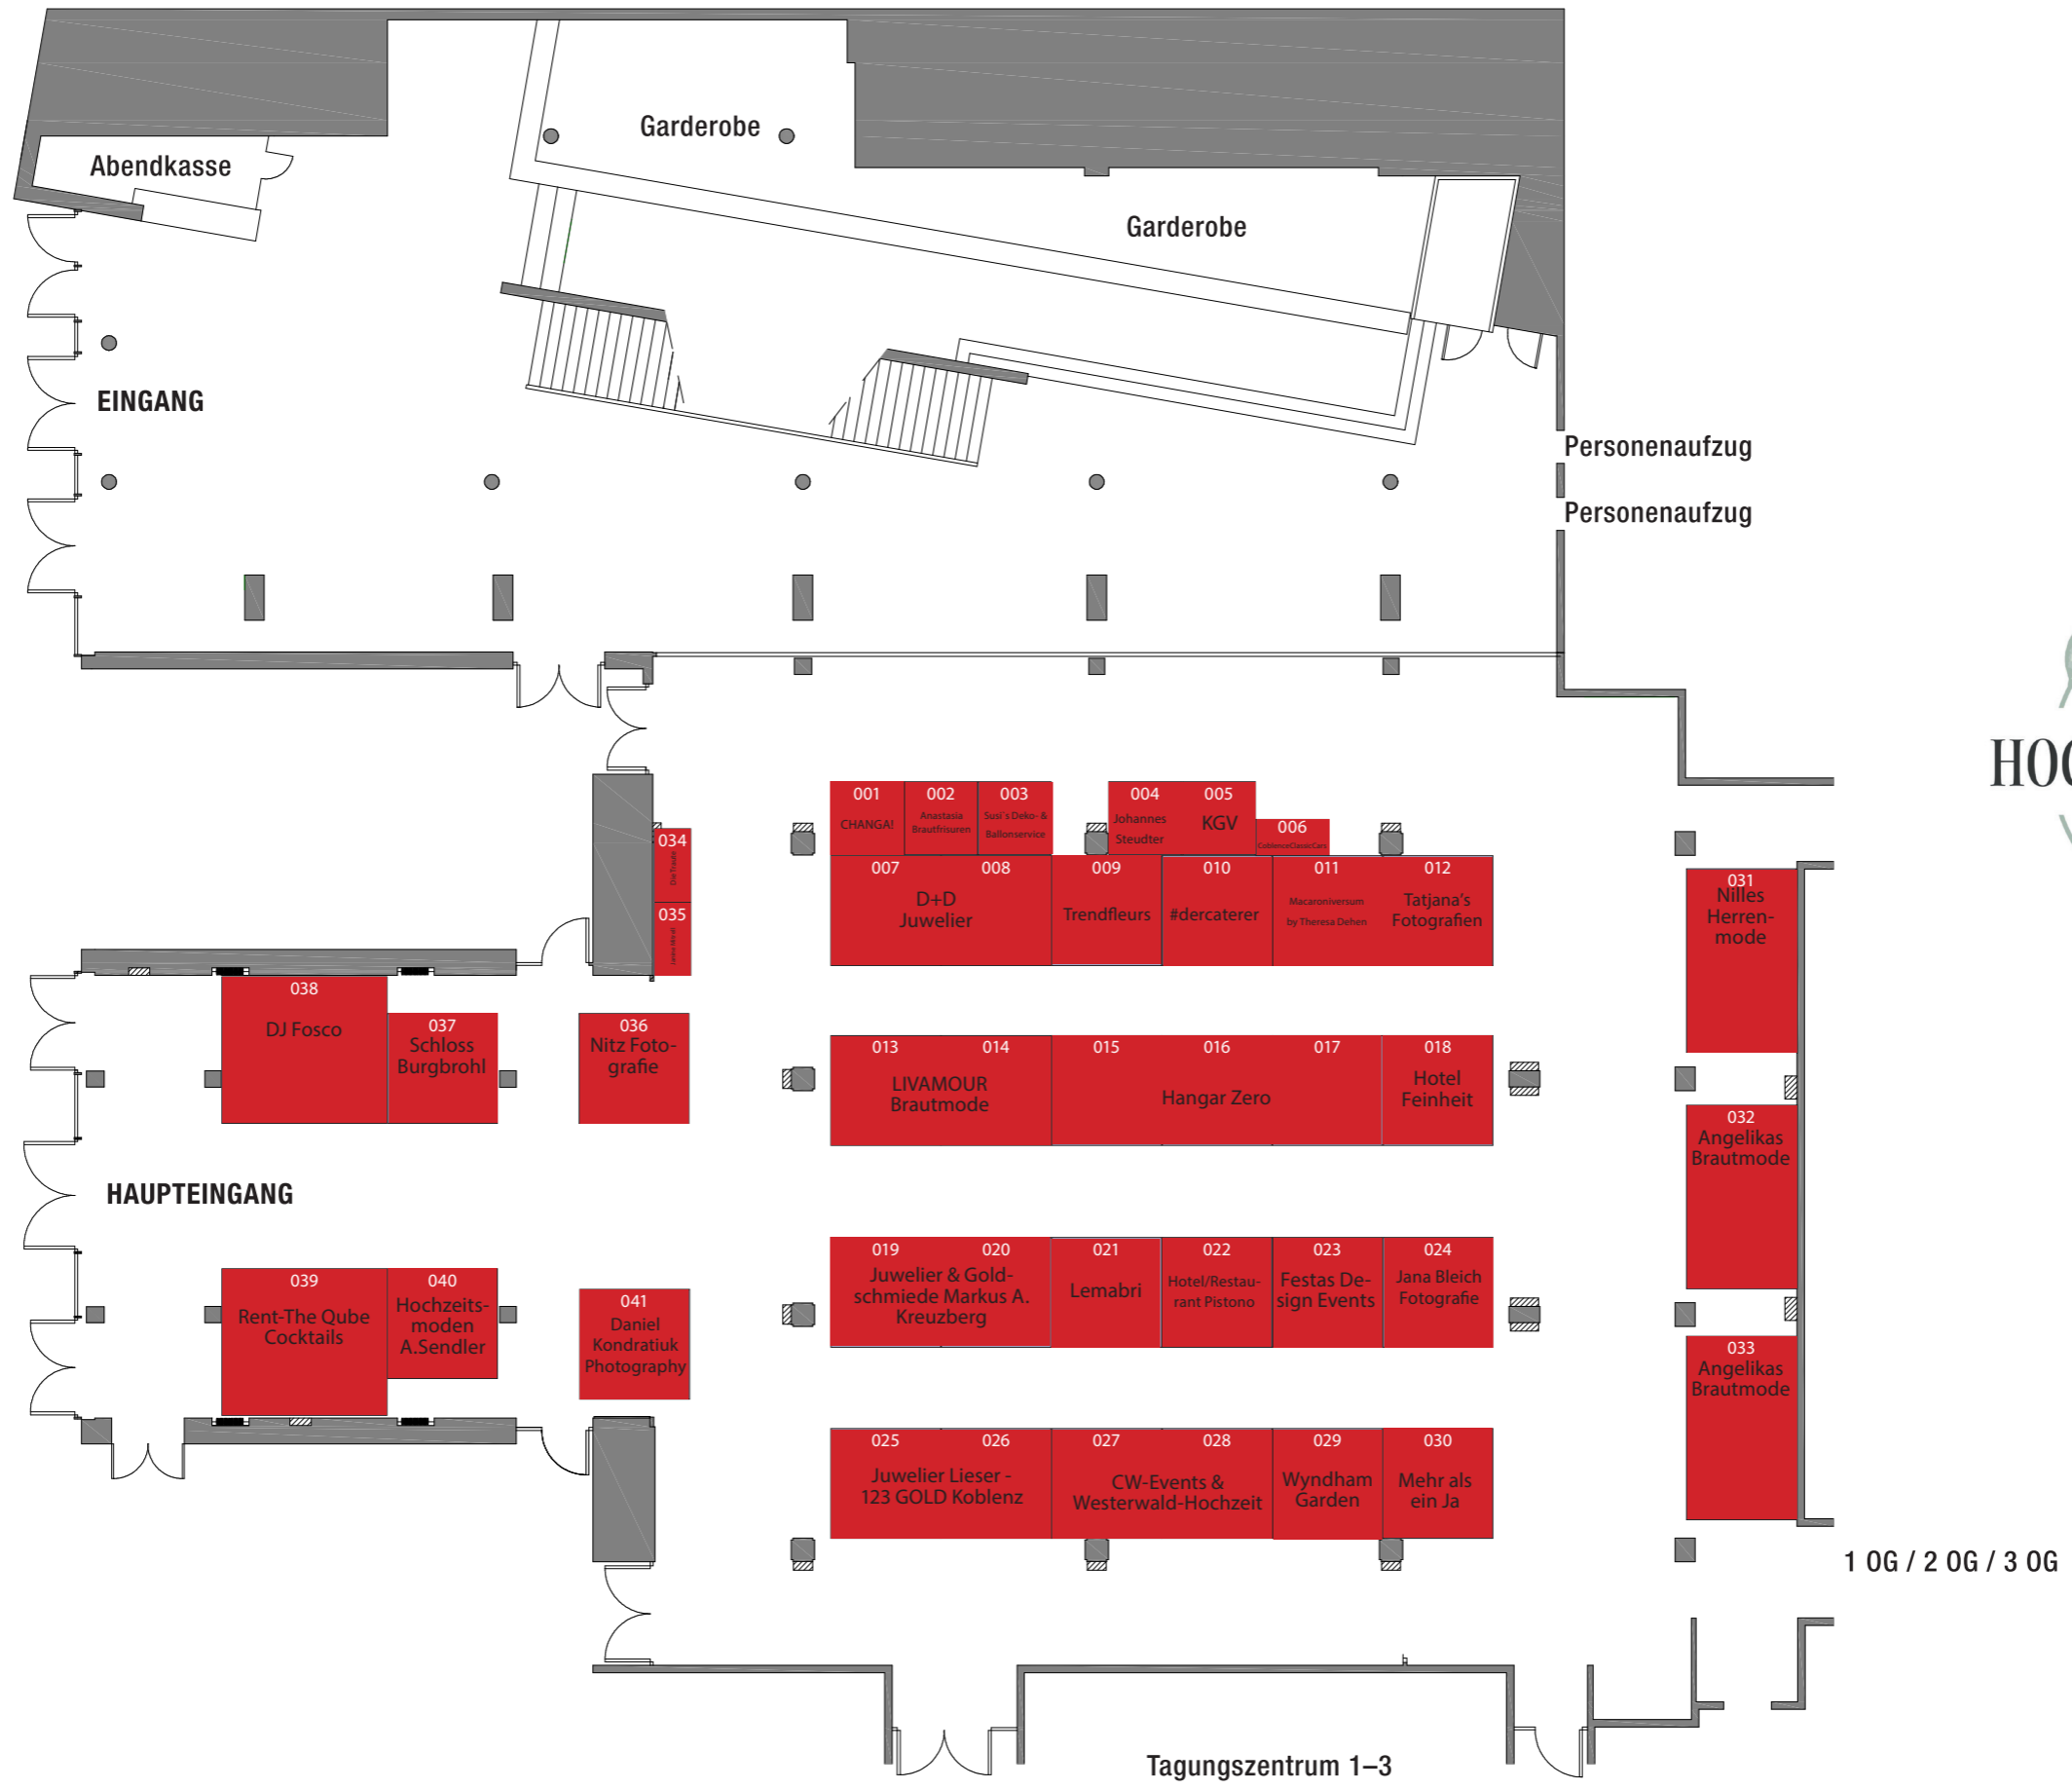 Garderobe
Abendkasse
Garderobe
EINGANG
Personenaufzug
Personenaufzug
001
CHANGA!
002
Anastasia
Brautfrisuren
003
Susi´s Deko- &
Ballonservice
004
Johannes
Steudter
005
KGV
006
CoblenceClassicCars
034
035
007
008
D+D
Juwelier
009
Trendfleurs
010
#dercaterer
011
Macaroniversum
by Theresa Dehen
012
Tatjana's
Fotografien
031
Nilles
Herren-
mode
038
DJ Fosco
037
Schloss
Burgbrohl
036
Nitz Foto-
grafie
013
014
LIVAMOUR
Brautmode
015
016
017
Hangar Zero
018
Hotel
Feinheit
032
Angelikas
Brautmode
HAUPTEINGANG
039
Rent-The Qube
Cocktails
040
Hochzeits-
moden
A.Sendler
041
Daniel
Kondratiuk
Photography
019
020
Juwelier & Gold-
schmiede Markus A.
Kreuzberg
021
Lemabri
022
Hotel/Restau-
rant Pistono
023
Festas De-
sign Events
024
Jana Bleich
Fotografie
033
Angelikas
Brautmode
025
026
Juwelier Lieser -
123 GOLD Koblenz
027
028
CW-Events &
Westerwald-Hochzeit
029
Wyndham
Garden
030
Mehr als
ein Ja
1 OG / 2 OG / 3 OG
Tagungszentrum 1–3